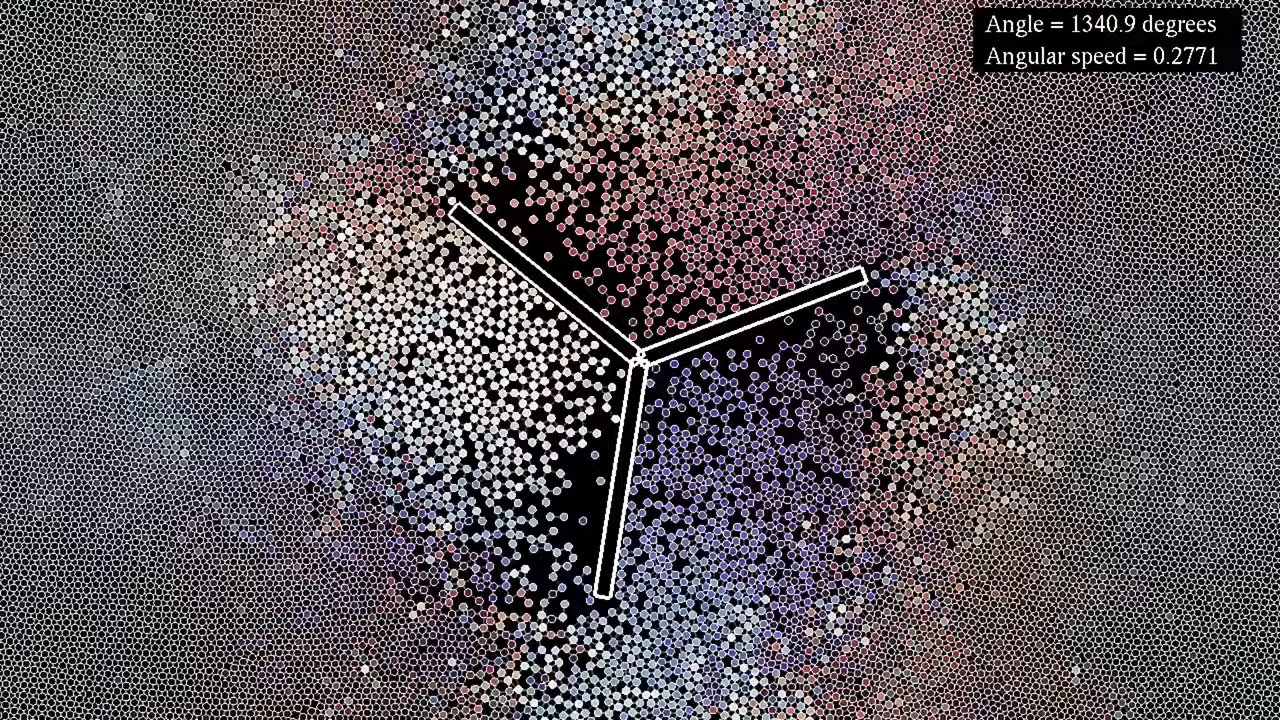 Angle = 1340.9 degrees
Angular speed = 0.2771